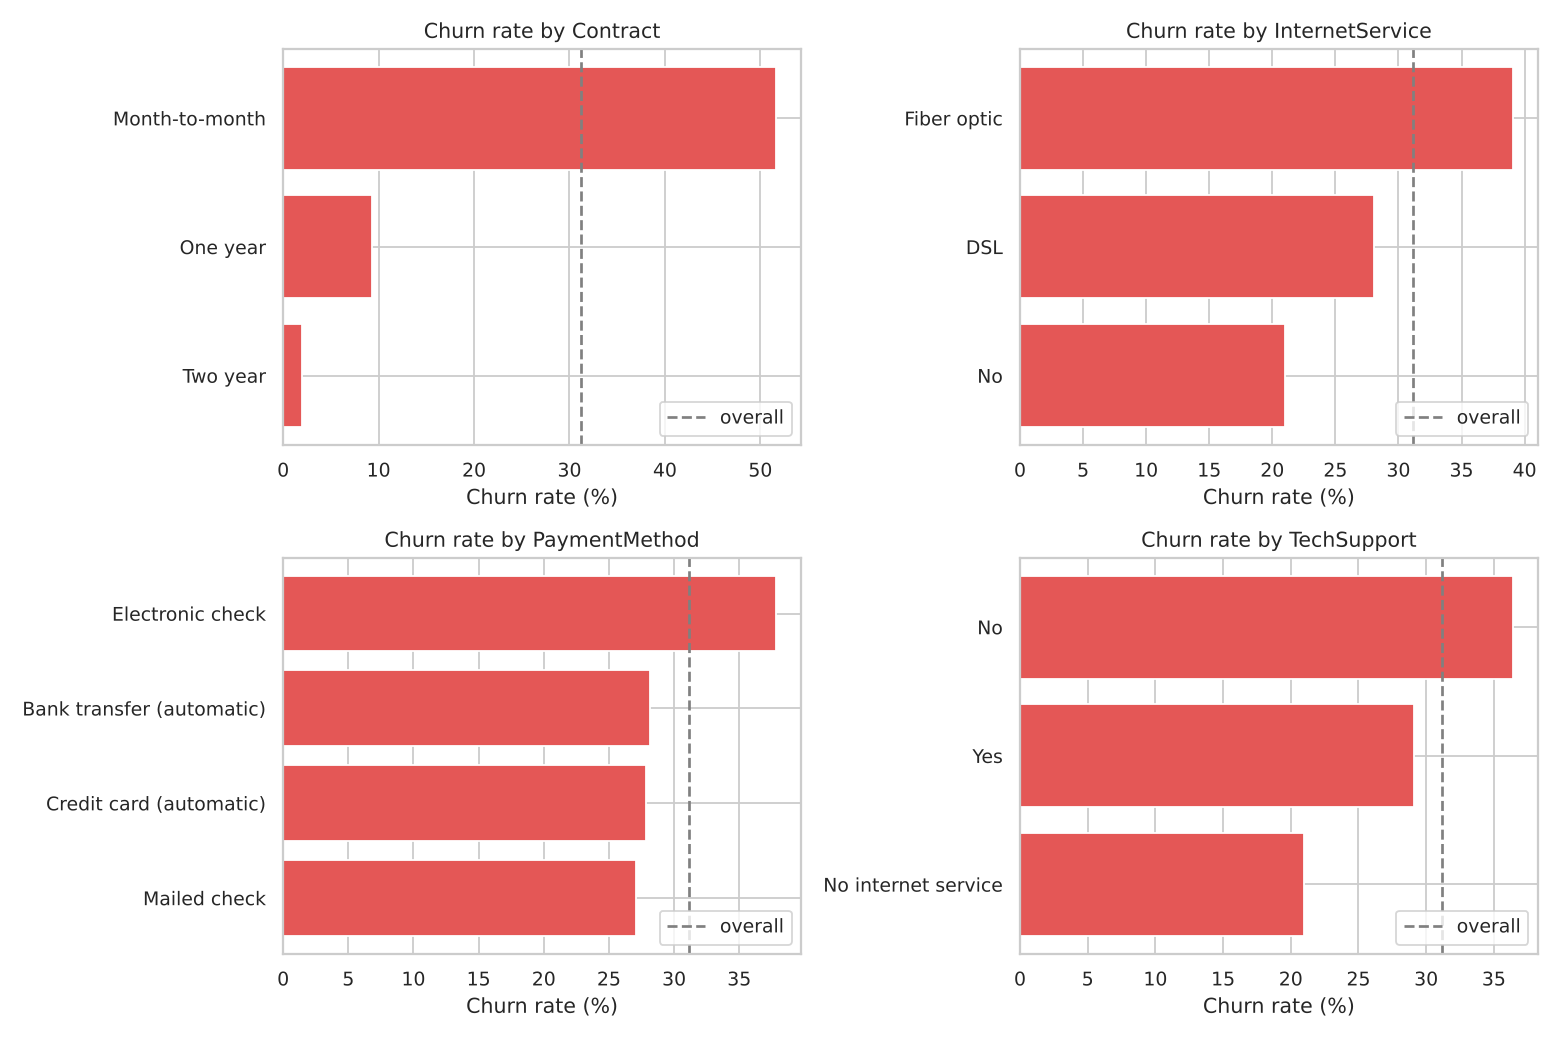 Churn rate by Contract
Month-to-month
One year
Two year
overall
0 10 20 30 40 50
Churn rate (%)
Churn rate by InternetService
Fiber optic
DSL
No
overall
0 5 10 15 20 25 30 35 40
Churn rate (%)
Churn rate by PaymentMethod
Electronic check
Bank transfer (automatic)
Credit card (automatic)
Mailed check
overall
0 5 10 15 20 25 30 35
Churn rate (%)
Churn rate by TechSupport
No
Yes
No internet service
overall
0 5 10 15 20 25 30 35
Churn rate (%)